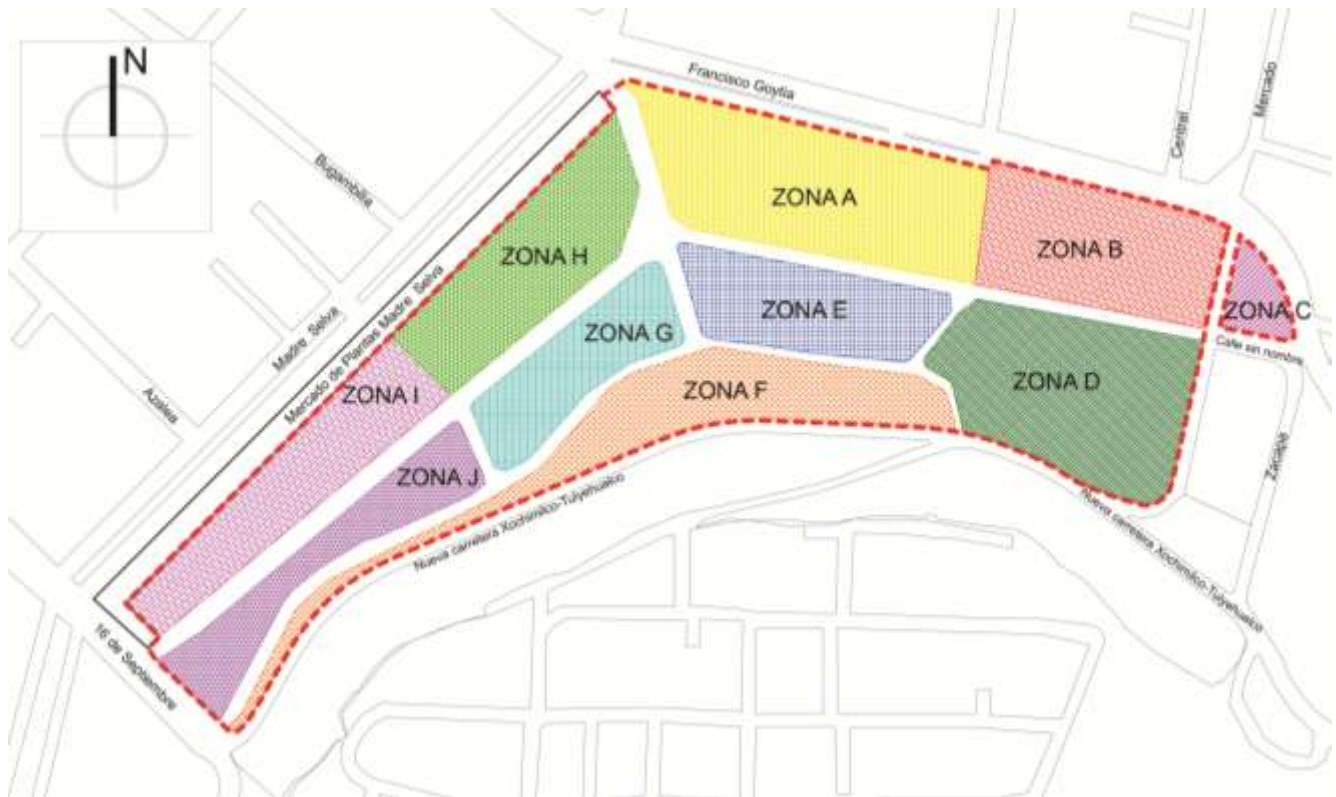 N
Francisco Goytia
Central
Mercado
Bugambilia
ZONA A
ZONA B
ZONA H
ZONA C
ZONA E
ZONA G
Calle sin nombre
Madre Selva
Mercado de Plantas Madre Selva
ZONA D
ZONA F
ZONA I
Azalea
ZONA J
Zacapa
Nueva carretera Xochimilco-Tulyehualco
Nueva carretera Xochimilco-Tulyehualco
16 de Septiembre